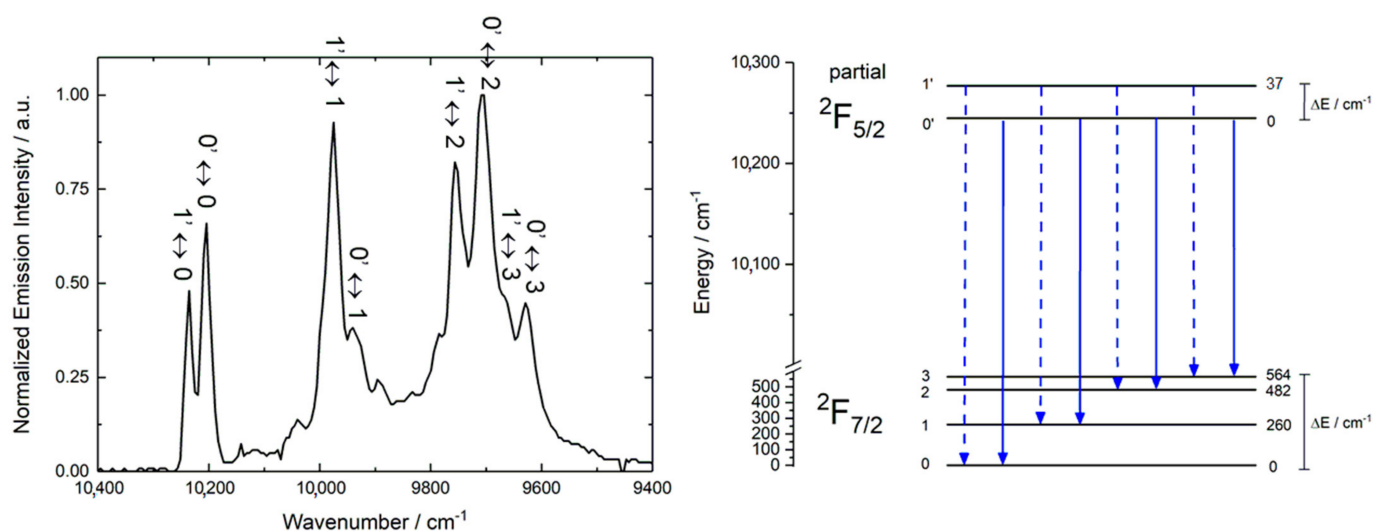 Normalized Emission Intensity / a.u.
1.00
0.75
0.50
0.25
0.00
10,400
10,200
10,000
9800
9600
9400
Wavenumber / cm⁻¹
1' ↔ 0
0' ↔ 0
1' ↔ 1
0' ↔ 1
1' ↔ 2
0' ↔ 2
1' ↔ 3
0' ↔ 3
Energy / cm⁻¹
10,300
10,200
10,100
500
400
300
200
100
0
partial
²F₅/₂
1'
0'
37
0
ΔE / cm⁻¹
²F₇/₂
3
2
1
0
564
482
260
0
ΔE / cm⁻¹